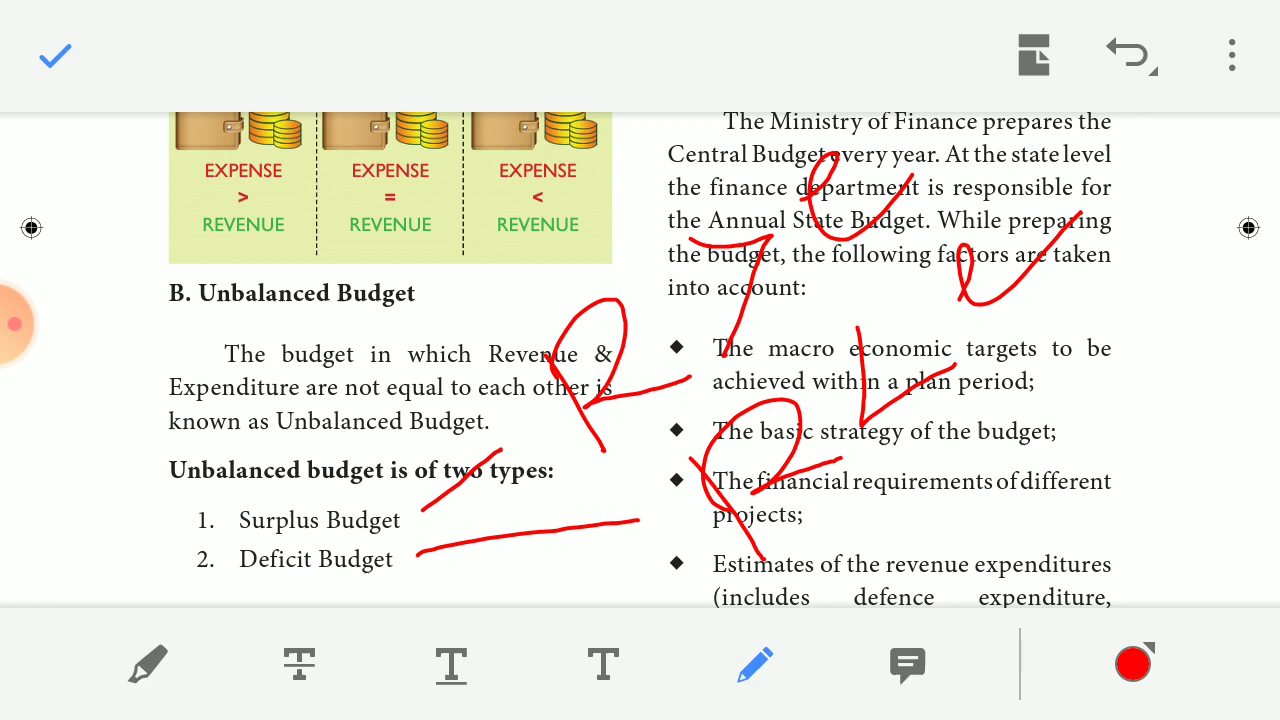 EXPENSE
>
REVENUE
EXPENSE
=
REVENUE
EXPENSE
<
REVENUE
B. Unbalanced Budget
The budget in which Revenue &
Expenditure are not equal to each other is
known as Unbalanced Budget.
Unbalanced budget is of two types:
1. Surplus Budget
2. Deficit Budget
The Ministry of Finance prepares the
Central Budget every year. At the state level
the finance department is responsible for
the Annual State Budget. While preparing
the budget, the following factors are taken
into account:
◆ The macro economic targets to be
achieved within a plan period;
◆ The basic strategy of the budget;
◆ The financial requirements of different
projects;
◆ Estimates of the revenue expenditures
(includes defence expenditure,
R 7 e
R L e
T
T
T